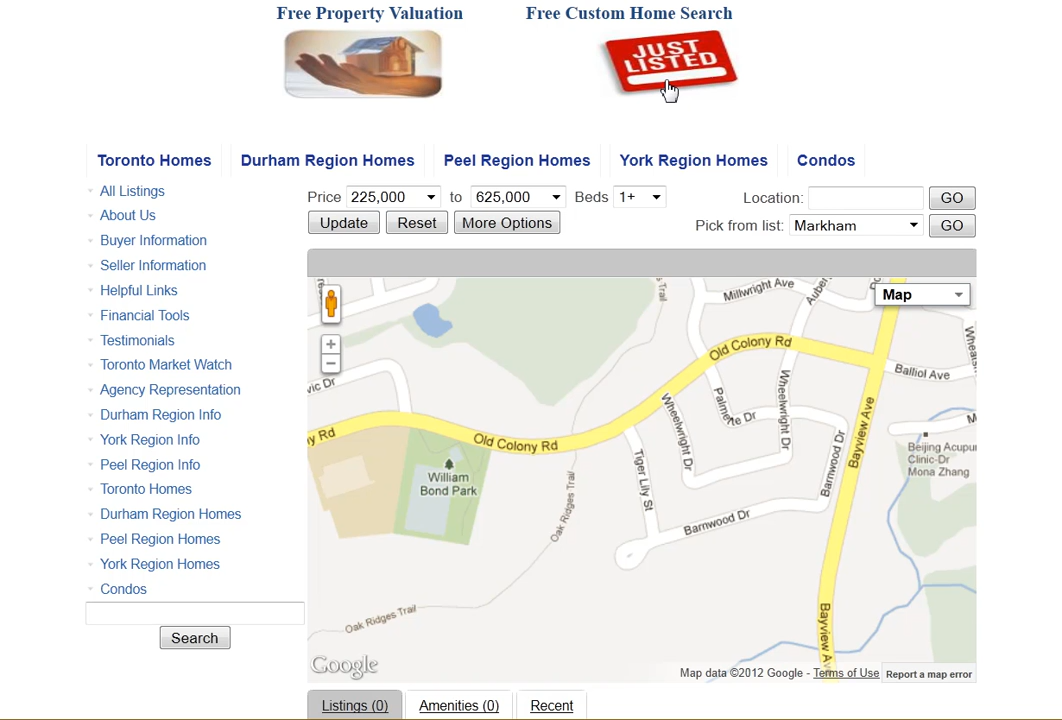 Free Property Valuation
Free Custom Home Search
JUST
LISTED
Toronto Homes
Durham Region Homes
Peel Region Homes
York Region Homes
Condos
All Listings
About Us
Buyer Information
Seller Information
Helpful Links
Financial Tools
Testimonials
Toronto Market Watch
Agency Representation
Durham Region Info
York Region Info
Peel Region Info
Toronto Homes
Durham Region Homes
Peel Region Homes
York Region Homes
Condos
Search
Price 225,000 to 625,000 Beds 1+
Location: GO
Update Reset More Options
Pick from list: Markham GO
Map
Millwright Ave
Trail
Old Colony Rd
Balliol Ave
Wheelwright Dr
Wheelwright Dr
Bayview Ave
Old Colony Rd
Tiger Lily St
Barnwood Dr
Beijing Acupu
Clinic-Dr
Mona Zhang
William
Bond Park
Oak Ridges Trail
Barnwood Dr
Oak Ridges Trail
Bayview Av
Google
Map data ©2012 Google - Terms of Use
Report a map error
Listings (0)
Amenities (0)
Recent